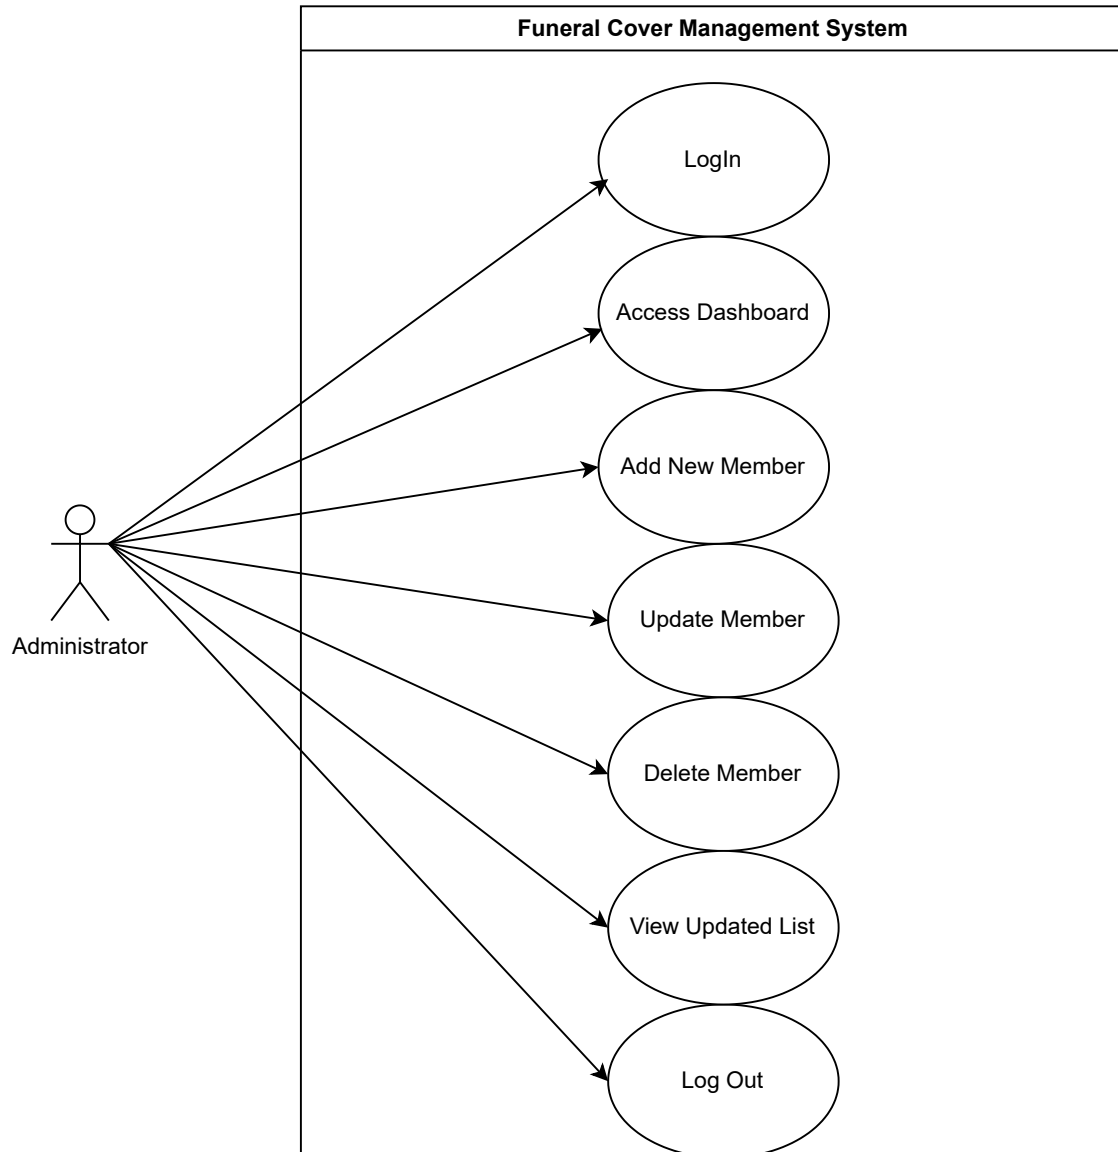 Funeral Cover Management System
LogIn
Access Dashboard
Add New Member
Update Member
Administrator
Delete Member
View Updated List
Log Out